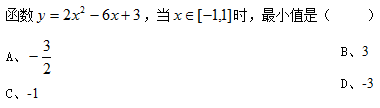 函数 y = 2x² − 6x + 3，当 x ∈ [−1,1]时，最小值是（　　）
A、−3/2
B、3
C、-1
D、-3